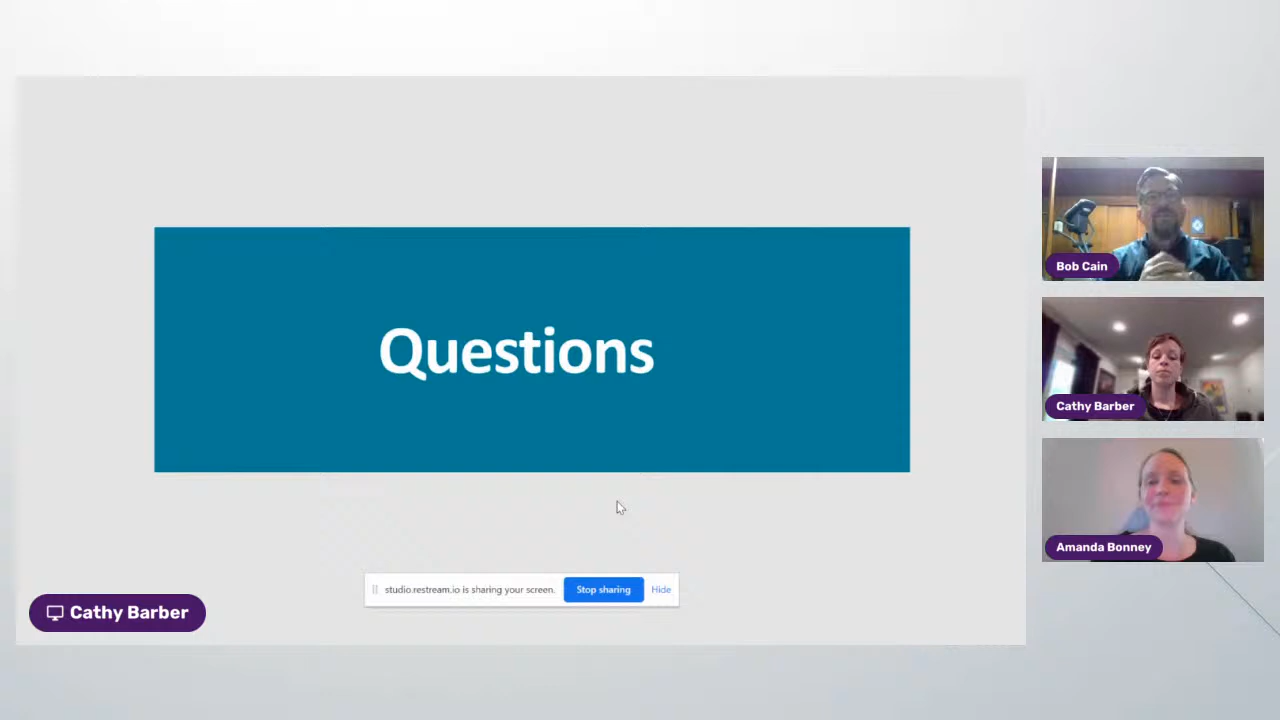 Questions
studio.restream.io is sharing your screen.
Stop sharing
Hide
Cathy Barber
Bob Cain
Cathy Barber
Amanda Bonney